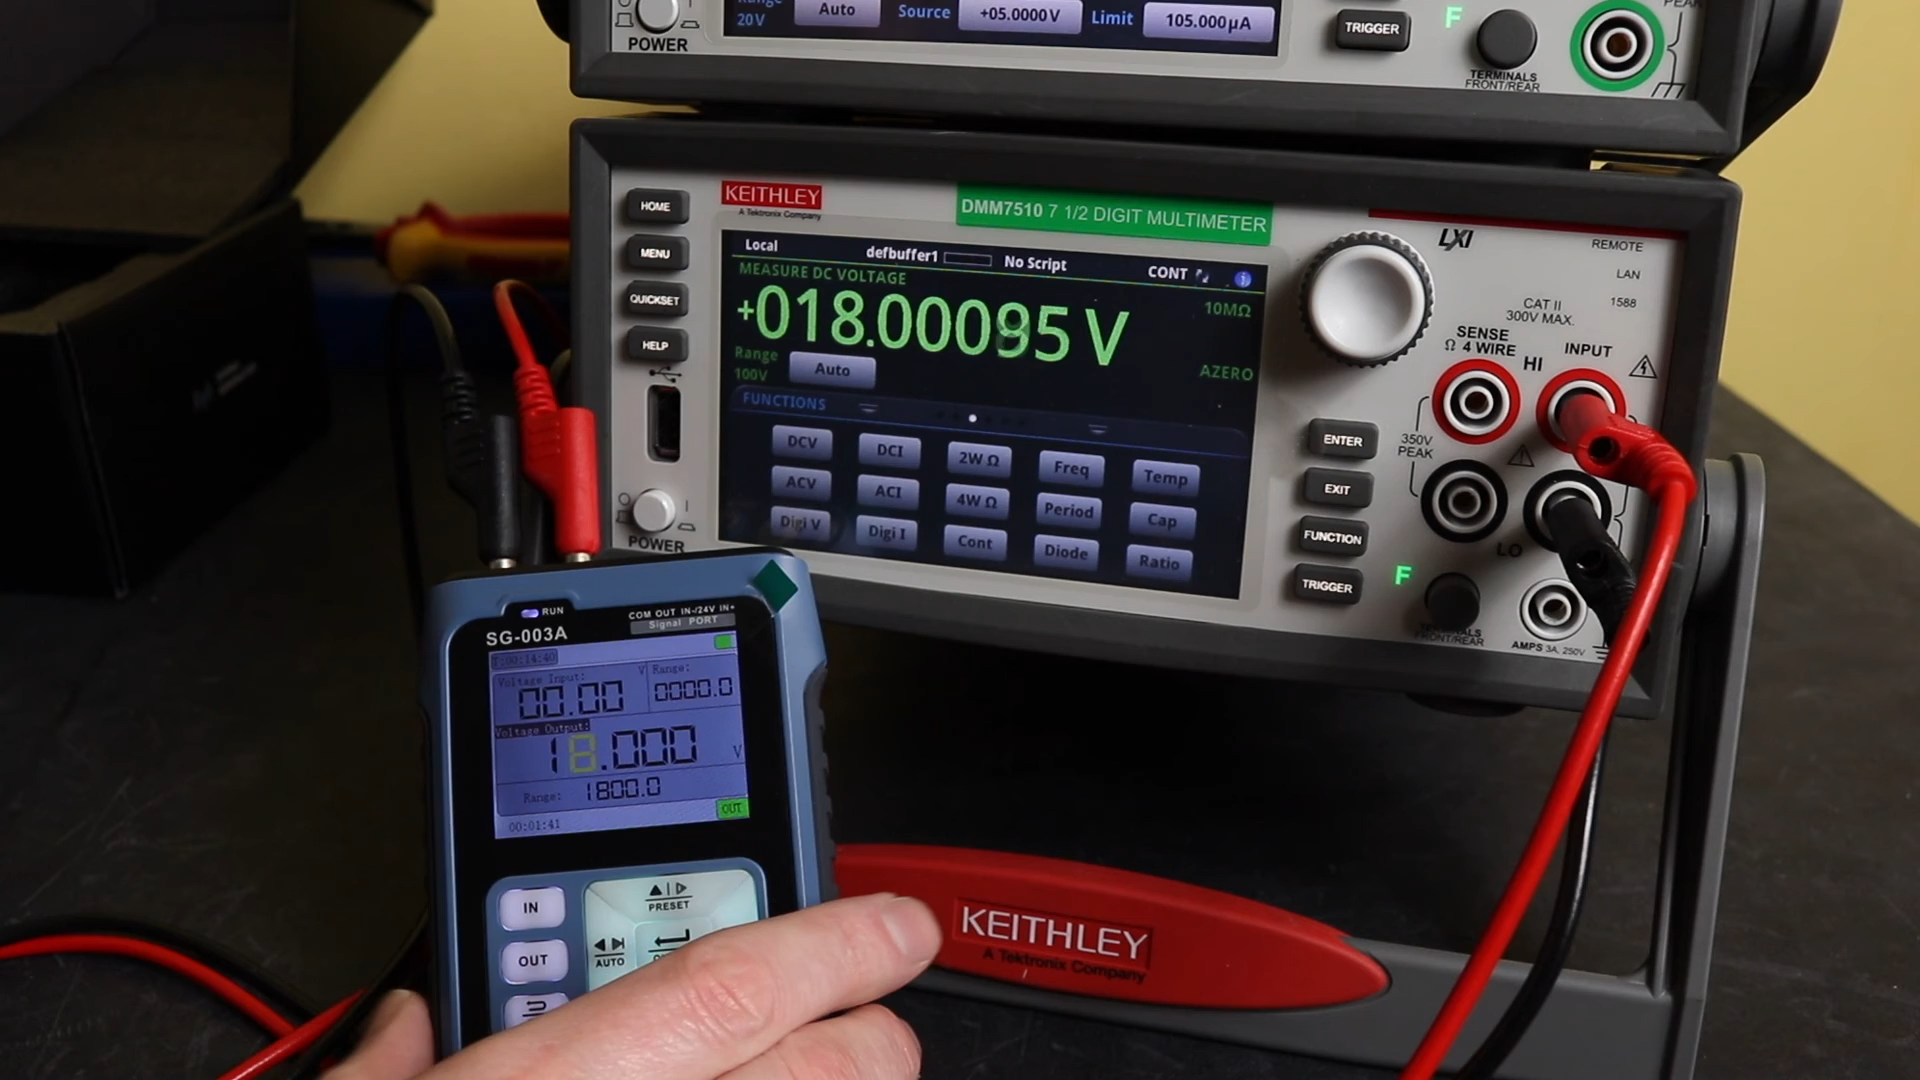 20V Auto Source +05.0000V Limit 105.000µA
POWER
TRIGGER
F
TERMINALS
FRONT/REAR
KEITHLEY
A Tektronix Company
DMM7510 7 1/2 DIGIT MULTIMETER
HOME
MENU
QUICKSET
HELP
POWER
Local defbuffer1 No Script CONT
MEASURE DC VOLTAGE
10MΩ
V
Range
100V
Auto
AZERO
FUNCTIONS
DCV DCI 2W Ω Freq Temp
ACV ACI 4W Ω Period Cap
Digi V Digi I Cont Diode Ratio
ENTER
EXIT
FUNCTION
TRIGGER
LXI
REMOTE
LAN
1588
CAT II
300V MAX.
SENSE
Ω 4 WIRE
HI
INPUT
350V
PEAK
LO
F
FRONT/REAR
AMPS 3A, 250V
RUN
COM OUT IN-/24V IN+
Signal PORT
SG-003A
T:00:14:40
Voltage Input: V Range:
00.00 0000.0
Voltage Output:
18.000 V
Range: 1800.0
OUT
00:01:41
IN
OUT
PRESET
AUTO
KEITHLEY
A Tektronix Company